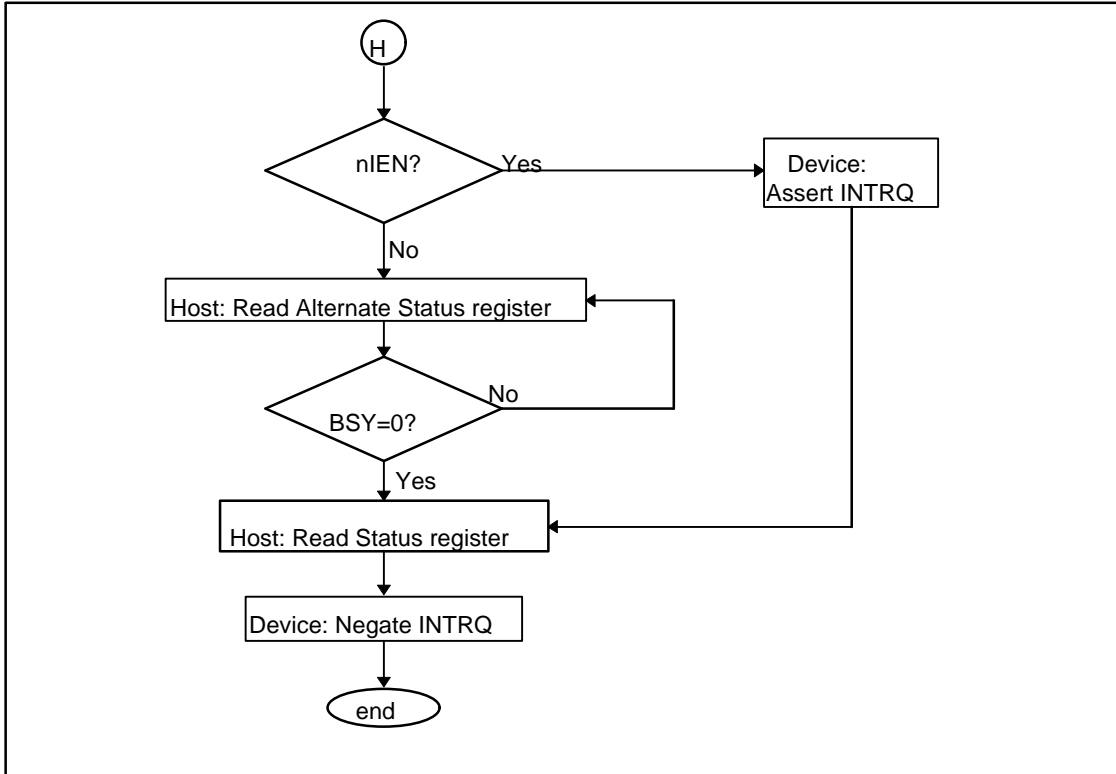 H
nIEN?
Yes
Device:
Assert INTRQ
No
Host: Read Alternate Status register
No
BSY=0?
Yes
Host: Read Status register
Device: Negate INTRQ
end